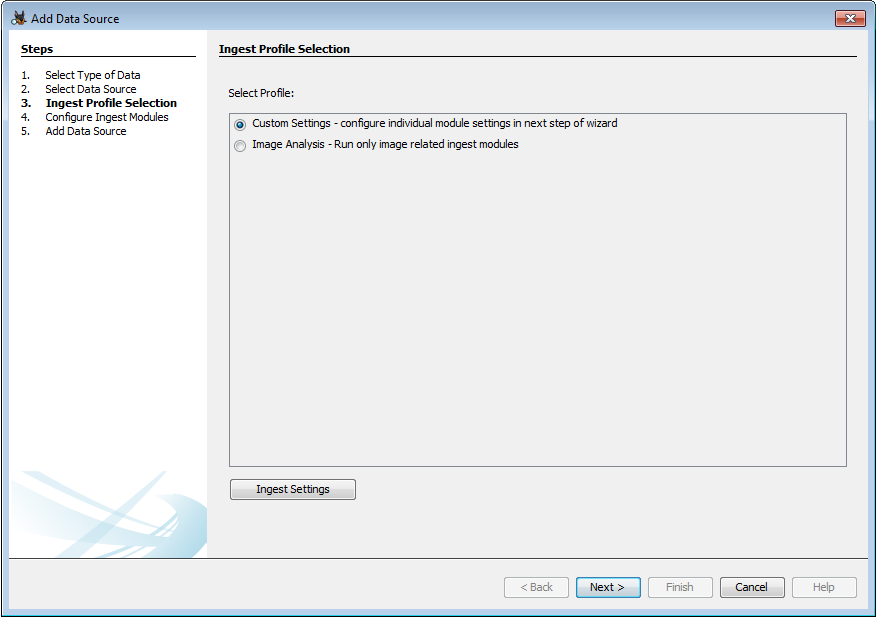 Add Data Source
Steps
1. Select Type of Data
2. Select Data Source
3. Ingest Profile Selection
4. Configure Ingest Modules
5. Add Data Source
Ingest Profile Selection
Select Profile:
Custom Settings - configure individual module settings in next step of wizard
Image Analysis - Run only image related ingest modules
Ingest Settings
< Back
Next >
Finish
Cancel
Help